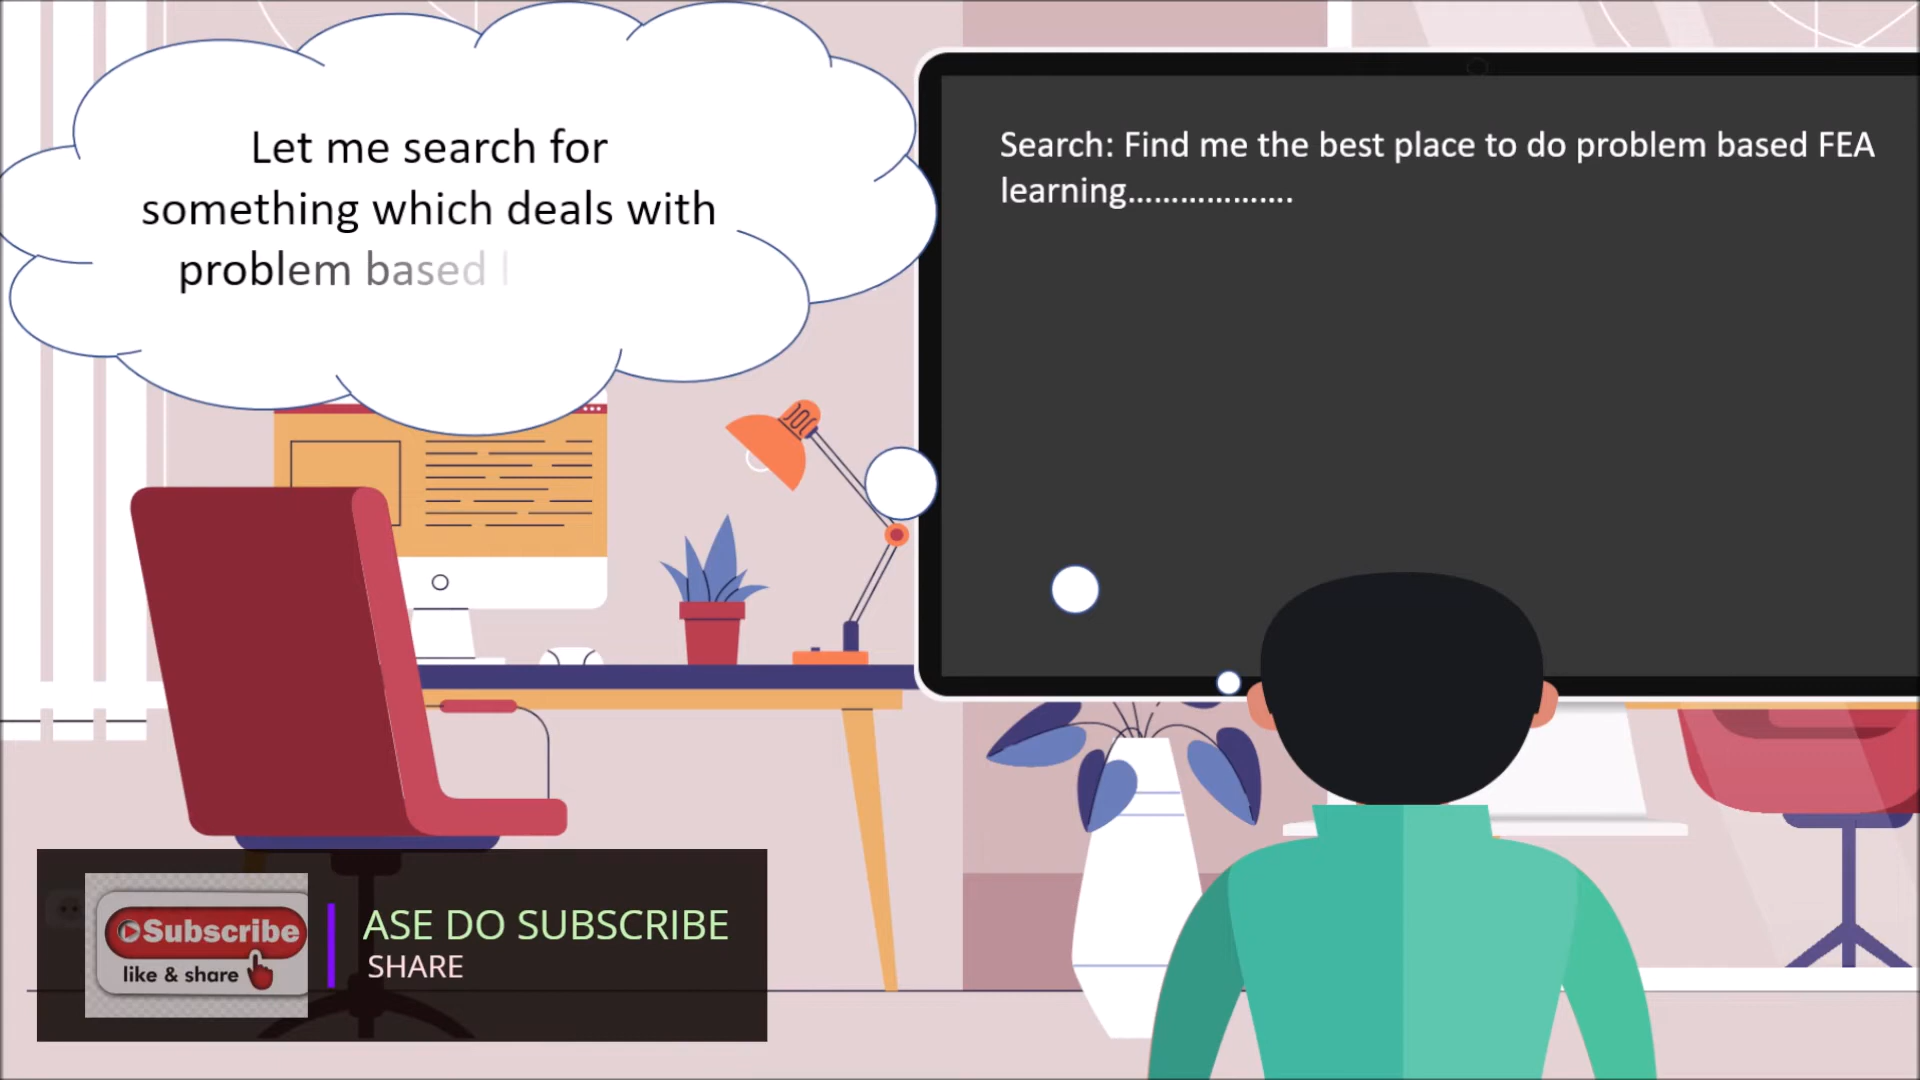 Let me search for
something which deals with
problem based l
Search: Find me the best place to do problem based FEA
learning...................
Subscribe
like & share
ASE DO SUBSCRIBE
SHARE